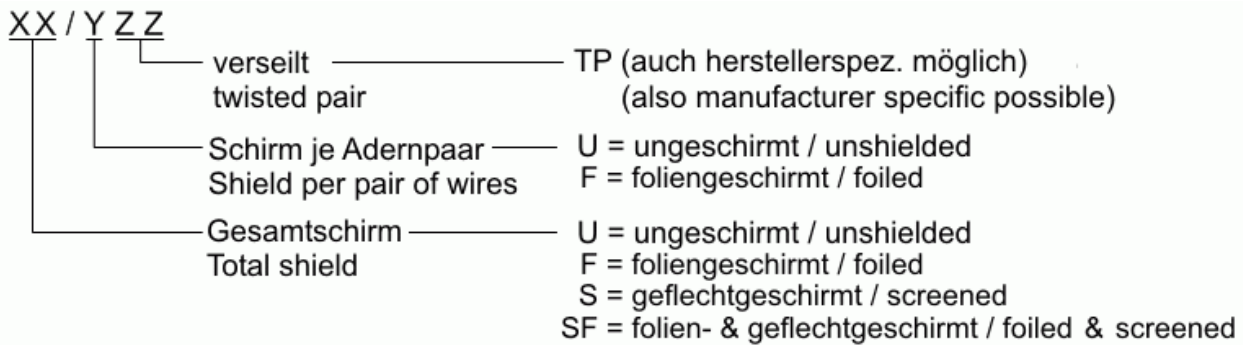 XX/YZZ
verseilt TP (auch herstellerspez. möglich)
twisted pair (also manufacturer specific possible)
Schirm je Adernpaar U = ungeschirmt / unshielded
Shield per pair of wires F = foliengeschirmt / foiled
Gesamtschirm U = ungeschirmt / unshielded
Total shield F = foliengeschirmt / foiled
S = geflechtgeschirmt / screened
SF = folien- & geflechtgeschirmt / foiled & screened